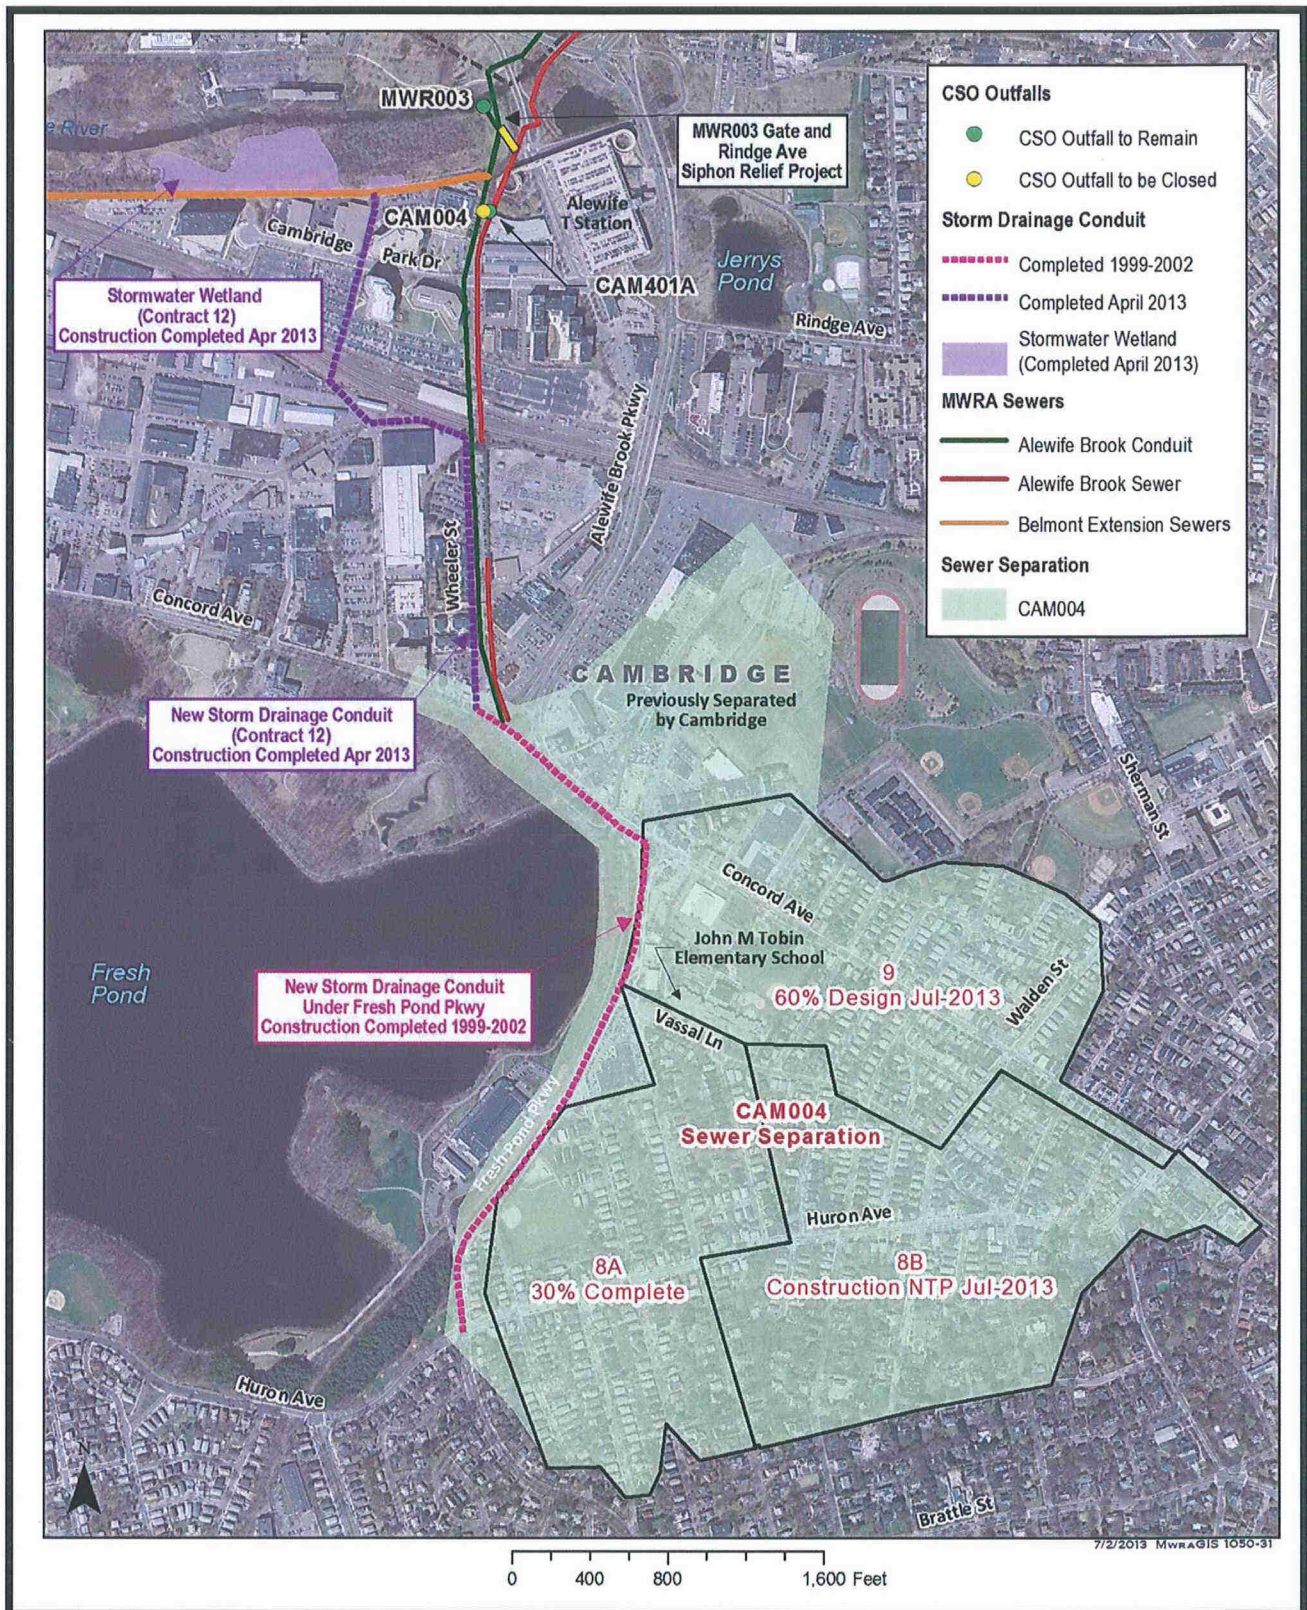 MWR003
e River
MWR003 Gate and
Rindge Ave
Siphon Relief Project
CAM004
Alewife
T Station
Cambridge
Park Dr
CAM401A
Jerrys
Pond
Rindge Ave
Stormwater Wetland
(Contract 12)
Construction Completed Apr 2013
CSO Outfalls
CSO Outfall to Remain
CSO Outfall to be Closed
Storm Drainage Conduit
Completed 1999-2002
Completed April 2013
Stormwater Wetland
(Completed April 2013)
MWRA Sewers
Alewife Brook Conduit
Alewife Brook Sewer
Belmont Extension Sewers
Sewer Separation
CAM004
Alewife Brook Pkwy
Wheeler St
Concord Ave
CAMBRIDGE
Previously Separated
by Cambridge
New Storm Drainage Conduit
(Contract 12)
Construction Completed Apr 2013
Sherman St
Concord Ave
John M Tobin
Elementary School
9
60% Design Jul-2013
Walden St
Fresh
Pond
New Storm Drainage Conduit
Under Fresh Pond Pkwy
Construction Completed 1999-2002
Vassal Ln
Fresh Pond Pkwy
CAM004
Sewer Separation
Huron Ave
8A
30% Complete
8B
Construction NTP Jul-2013
Huron Ave
N
Brattle St
7/2/2013 MWRAGIS 1050-31
0 400 800 1,600 Feet